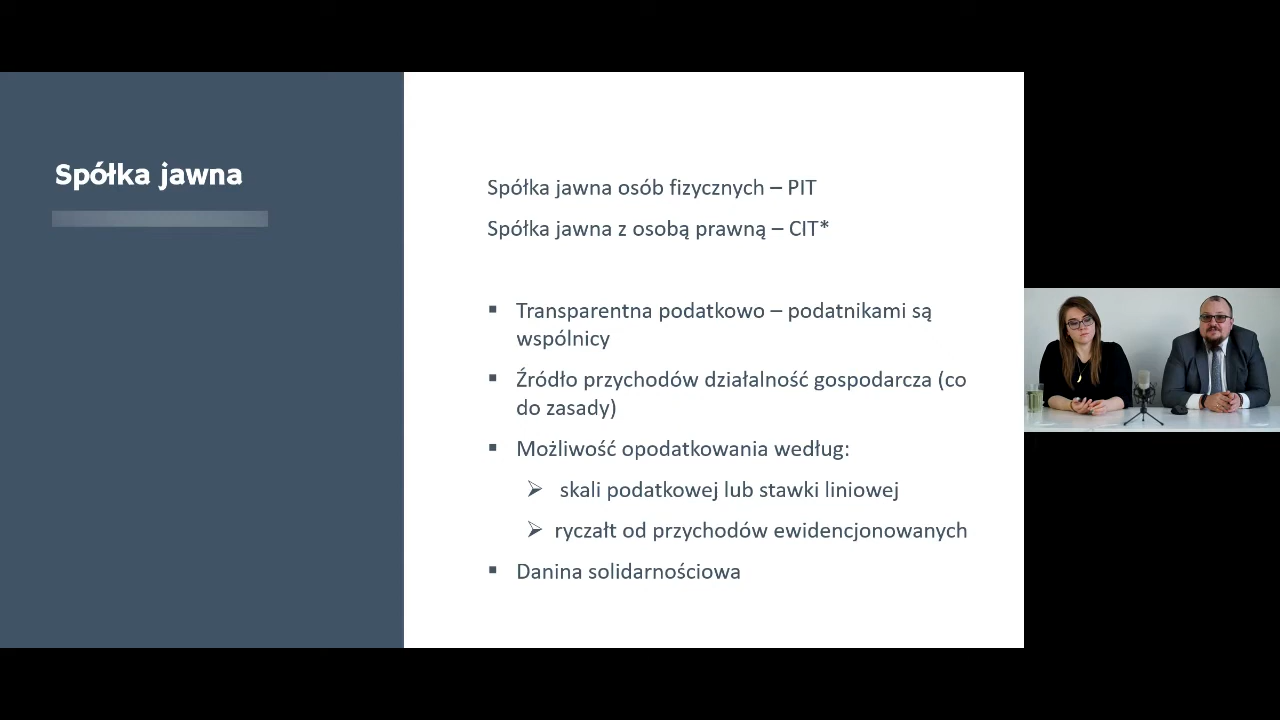 Spółka jawna
Spółka jawna osób fizycznych – PIT
Spółka jawna z osobą prawną – CIT*
▪ Transparentna podatkowo – podatnikami są
wspólnicy
▪ Źródło przychodów działalność gospodarcza (co
do zasady)
▪ Możliwość opodatkowania według:
➢ skali podatkowej lub stawki liniowej
➢ ryczałt od przychodów ewidencjonowanych
▪ Danina solidarnościowa